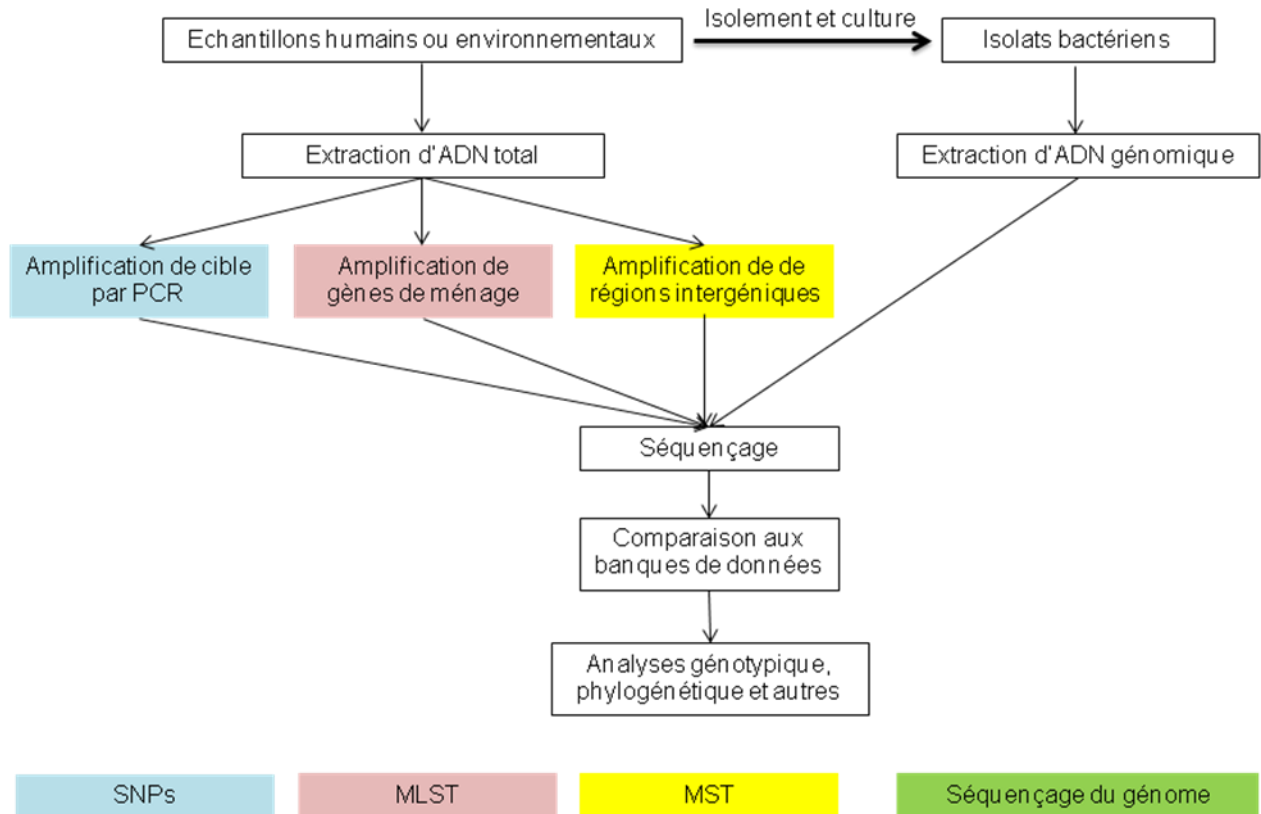 Isolement et culture
Echantillons humains ou environnementaux
Isolats bactériens
Extraction d'ADN total
Extraction d'ADN génomique
Amplification de cible
par PCR
Amplification de
gènes de ménage
Amplification de de
régions intergéniques
Séquençage
Comparaison aux
banques de données
Analyses génotypique,
phylogénétique et autres
SNPs
MLST
MST
Séquençage du génome